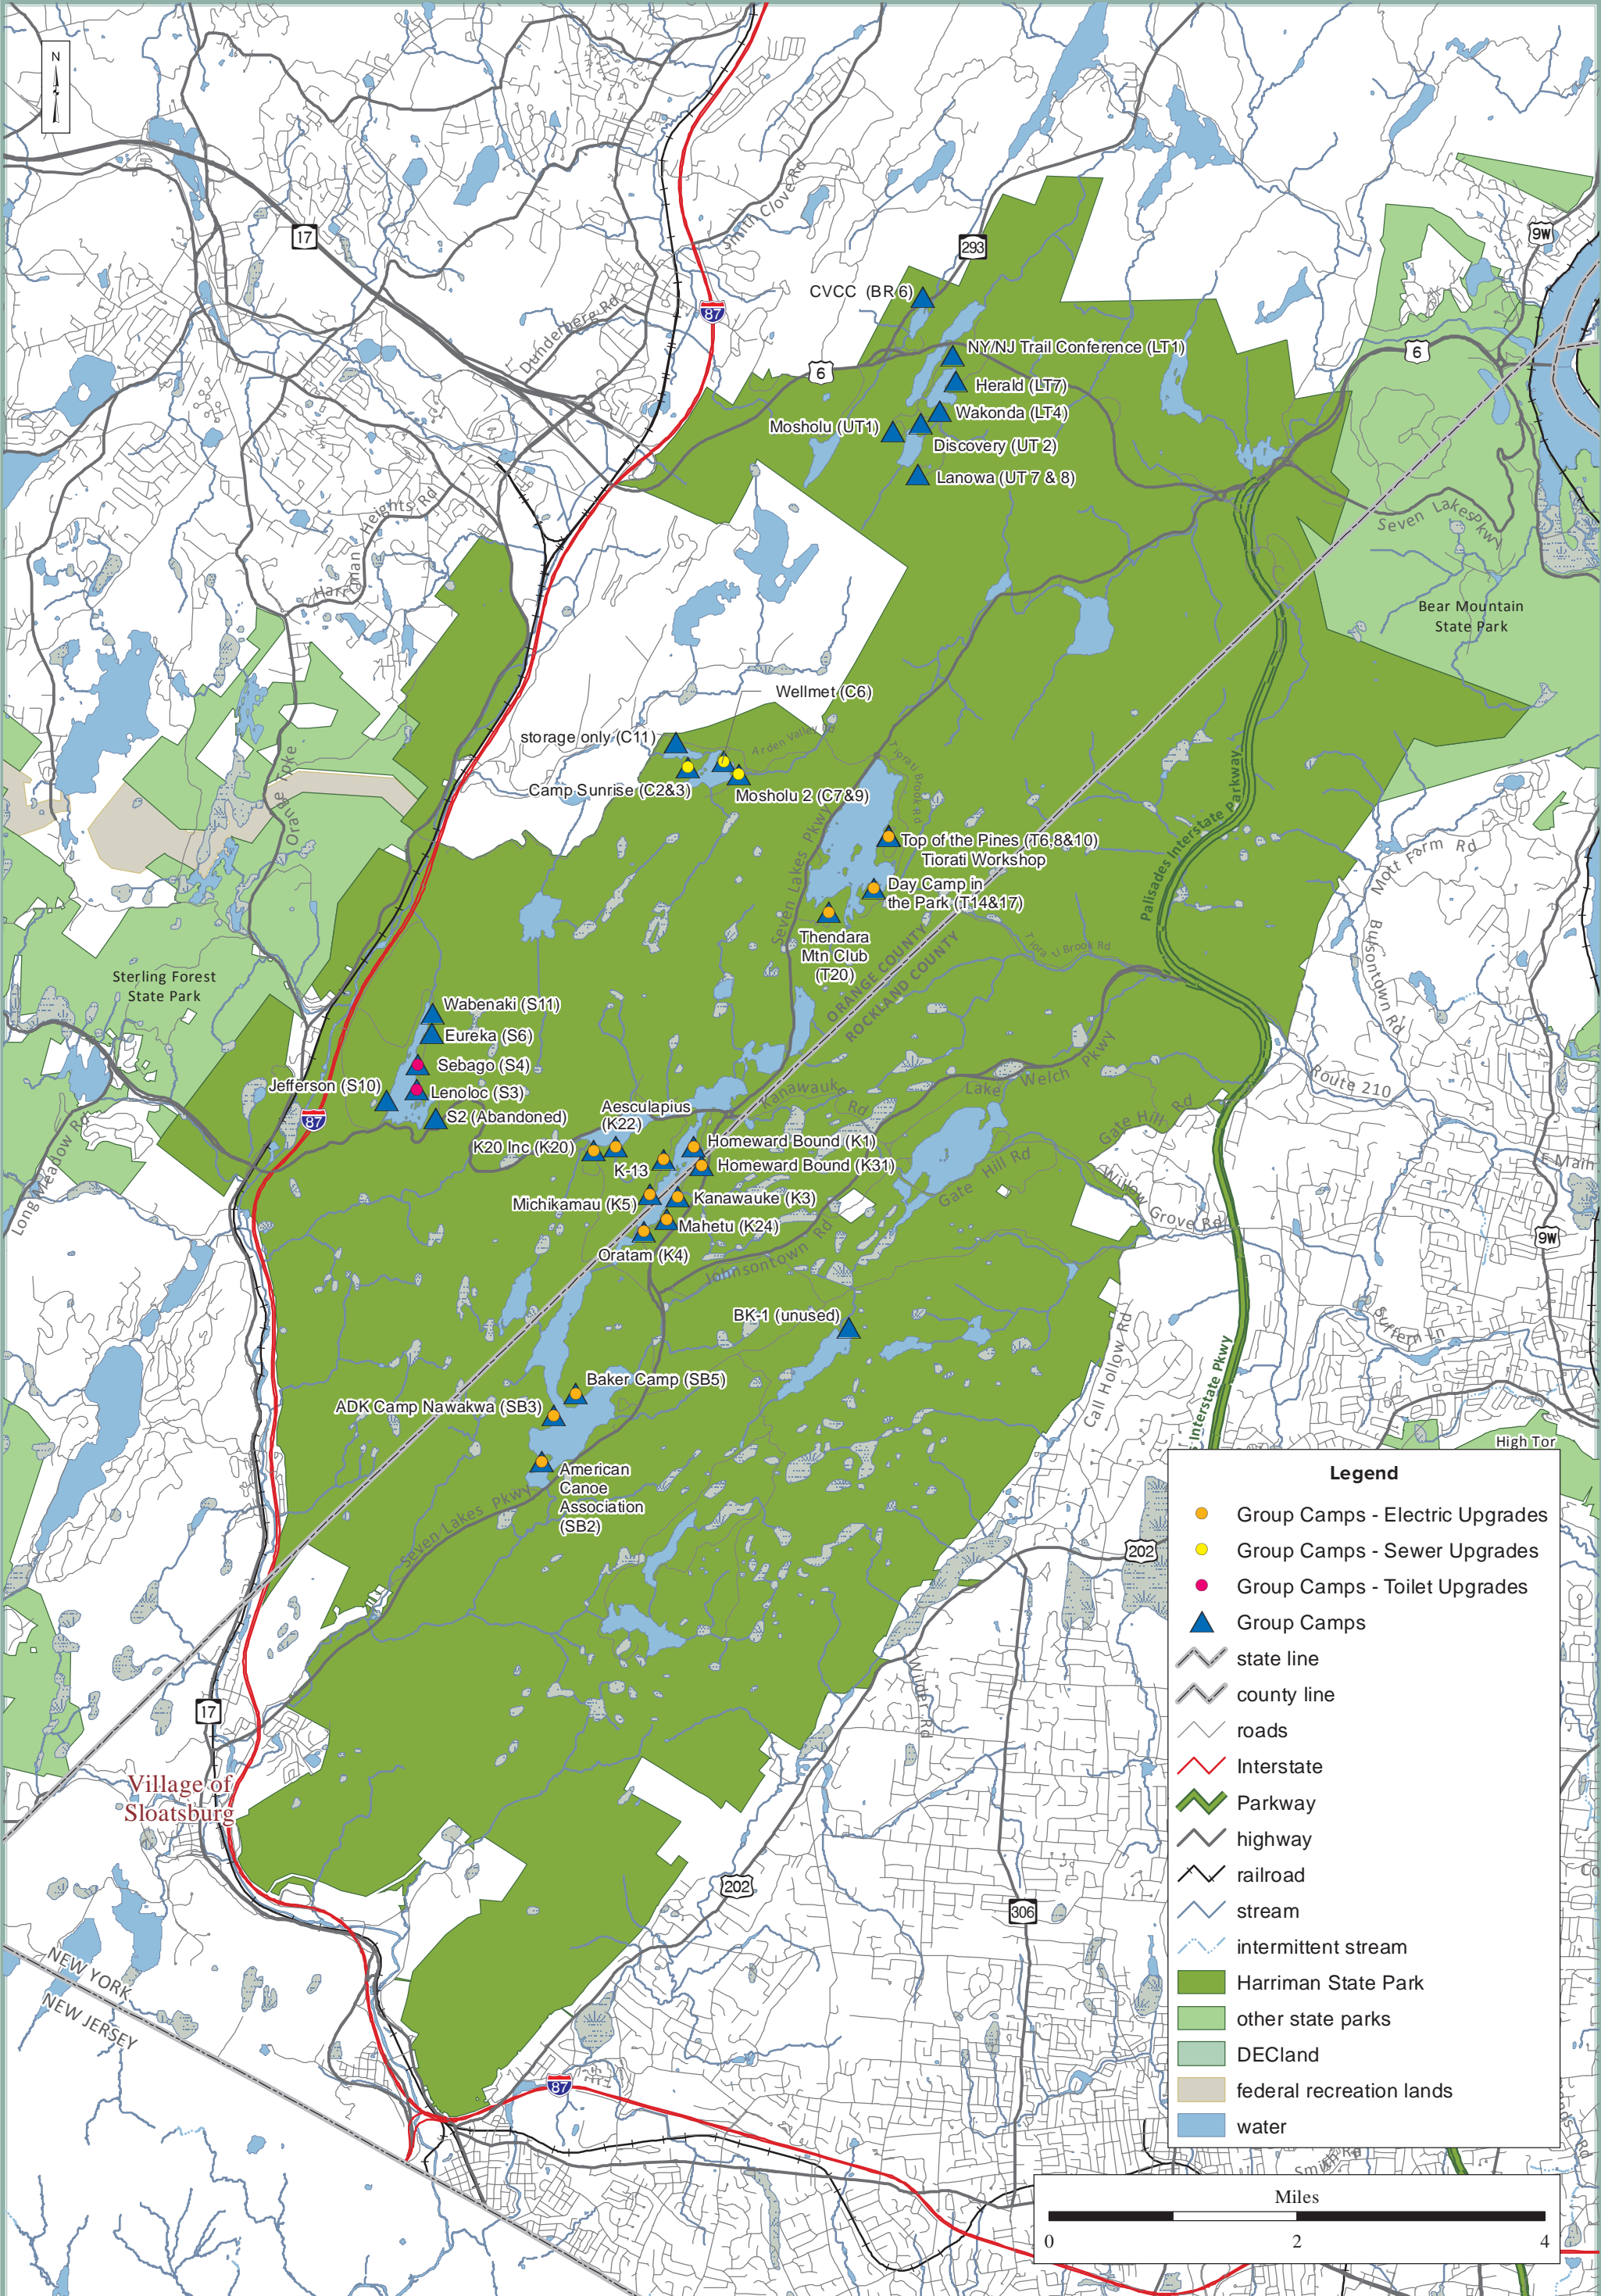 N
17
293
9W
Smith Clove Rd
CVCC (BR 6)
87
Dunderberg Rd
NY/NJ Trail Conference (LT1)
6
6
Herald (LT7)
Wakonda (LT4)
Mosholu (UT1)
Discovery (UT 2)
Lanowa (UT 7 & 8)
Harriman Heights Rd
Seven Lakes Pkwy
Bear Mountain
State Park
Wellmet (C6)
storage only (C11)
Arden Valley Rd
Tiorati Brook Rd
Camp Sunrise (C2&3)
Mosholu 2 (C7&9)
Orange Tpke
Seven Lakes Pkwy
Palisades Interstate Parkway
Top of the Pines (T6,8&10)
Tiorati Workshop
Mott Farm Rd
Day Camp in
the Park (T14&17)
Thendara
Mtn Club
(T20)
ORANGE COUNTY
ROCKLAND COUNTY
Tiorati Brook Rd
Bulsontown Rd
Sterling Forest
State Park
Wabenaki (S11)
Eureka (S6)
Sebago (S4)
Jefferson (S10)
Lenoloc (S3)
S2 (Abandoned)
87
Kanawauke Rd
Lake Welch Pkwy
Route 210
Gate Hill Rd
Aesculapius
(K22)
K20 Inc (K20)
Homeward Bound (K1)
K-13
Homeward Bound (K31)
Long Meadow Rd
E Main
Gate Hill Rd
Willow Grove Rd
Michikamau (K5)
Kanawauke (K3)
Mahetu (K24)
Oratam (K4)
9W
Johnsontown Rd
BK-1 (unused)
Call Hollow Rd
Suffern Ln
s Interstate Pkwy
Baker Camp (SB5)
ADK Camp Nawakwa (SB3)
High Tor
American
Canoe
Association
(SB2)
Seven Lakes Pkwy
202
Legend
Group Camps - Electric Upgrades
Group Camps - Sewer Upgrades
Group Camps - Toilet Upgrades
Group Camps
state line
county line
roads
Interstate
Parkway
highway
railroad
stream
intermittent stream
Harriman State Park
other state parks
DECland
federal recreation lands
water
Wilder Rd
17
Village of
Sloatsburg
202
306
NEW YORK
NEW JERSEY
87
Smith Rd
Miles
0 2 4